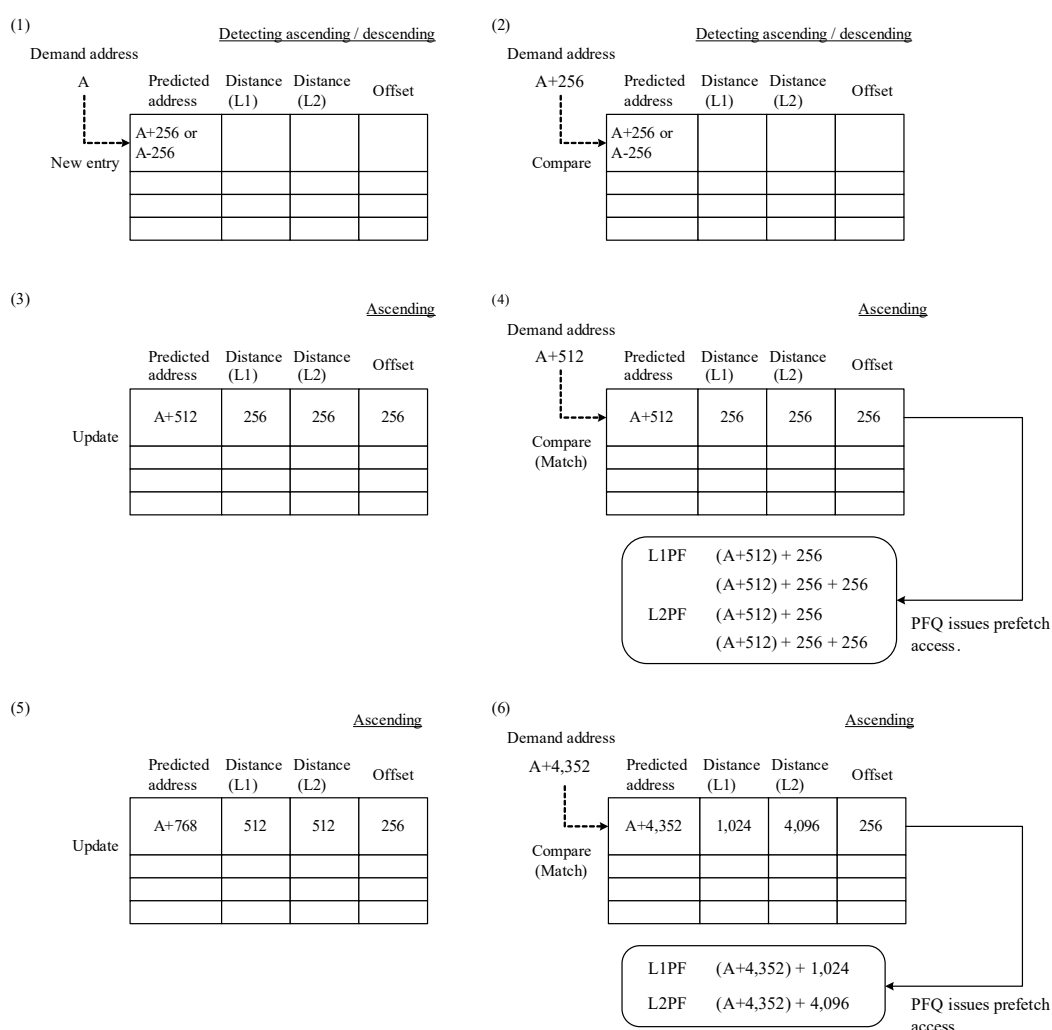 (1)
Detecting ascending / descending
Demand address
A
Predicted address
Distance (L1)
Distance (L2)
Offset
A+256 or
A-256
New entry
(2)
Detecting ascending / descending
Demand address
A+256
Predicted address
Distance (L1)
Distance (L2)
Offset
A+256 or
A-256
Compare
(3)
Ascending
Predicted address
Distance (L1)
Distance (L2)
Offset
Update
A+512 256 256 256
(4)
Ascending
Demand address
A+512
Predicted address
Distance (L1)
Distance (L2)
Offset
A+512 256 256 256
Compare
(Match)
L1PF (A+512) + 256
(A+512) + 256 + 256
L2PF (A+512) + 256
(A+512) + 256 + 256
PFQ issues prefetch
access.
(5)
Ascending
Predicted address
Distance (L1)
Distance (L2)
Offset
Update
A+768 512 512 256
(6)
Ascending
Demand address
A+4,352
Predicted address
Distance (L1)
Distance (L2)
Offset
A+4,352 1,024 4,096 256
Compare
(Match)
L1PF (A+4,352) + 1,024
L2PF (A+4,352) + 4,096
PFQ issues prefetch
access